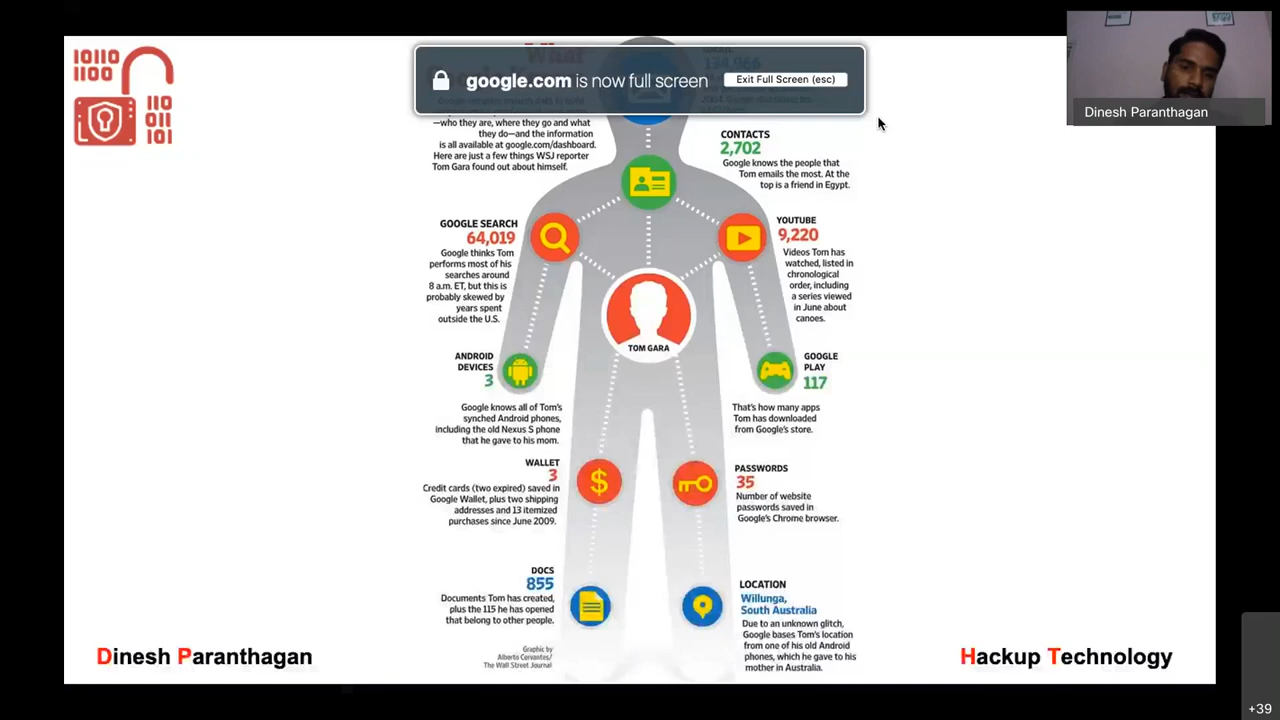 10110
1100
110
011
101
google.com is now full screen
Exit Full Screen (esc)
Dinesh Paranthagan
What
134,966
—who they are, where they go and what
they do—and the information
is all available at google.com/dashboard.
Here are just a few things WSJ reporter
Tom Gara found out about himself.
CONTACTS
2,702
Google knows the people that
Tom emails the most. At the
top is a friend in Egypt.
GOOGLE SEARCH
64,019
Google thinks Tom
performs most of his
searches around
8 a.m. ET, but this is
probably skewed by
years spent
outside the U.S.
YOUTUBE
9,220
Videos Tom has
watched, listed in
chronological
order, including
a series viewed
in June about
canoes.
TOM GARA
ANDROID
DEVICES
3
Google knows all of Tom's
synched Android phones,
including the old Nexus S phone
that he gave to his mom.
GOOGLE
PLAY
117
That's how many apps
Tom has downloaded
from Google's store.
WALLET
3
Credit cards (two expired) saved in
Google Wallet, plus two shipping
addresses and 13 itemized
purchases since June 2009.
PASSWORDS
35
Number of website
passwords saved in
Google's Chrome browser.
DOCS
855
Documents Tom has created,
plus the 115 he has opened
that belong to other people.
LOCATION
Willunga,
South Australia
Due to an unknown glitch,
Google bases Tom's location
from one of his old Android
phones, which he gave to his
mother in Australia.
Graphic by
Alberto Cervantes/
The Wall Street Journal
Dinesh Paranthagan
Hackup Technology
+39